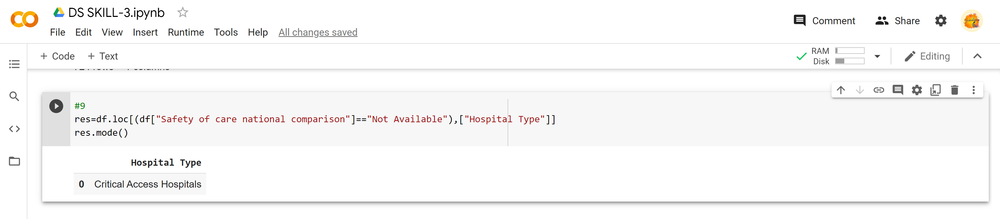 DS SKILL-3.ipynb
Comment Share
File Edit View Insert Runtime Tools Help All changes saved
+ Code + Text
RAM
Disk
Editing
#9
res=df.loc[(df["Safety of care national comparison"]=="Not Available"),["Hospital Type"]]
res.mode()
Hospital Type
0 Critical Access Hospitals